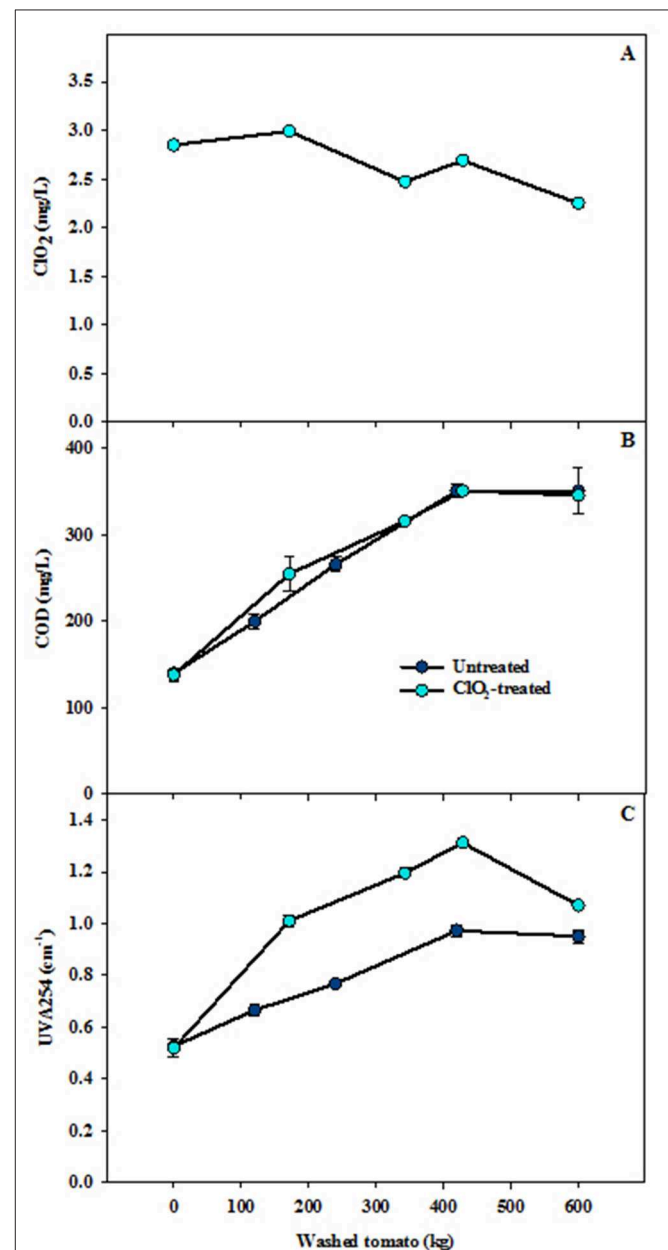 A
3.5
3.0
2.5
2.0
1.5
1.0
0.5
0.0
ClO₂ (mg/L)
B
400
300
200
100
0
COD (mg/L)
Untreated
ClO₂-treated
C
1.4
1.2
1.0
0.8
0.6
0.4
0.2
0.0
UVA254 (cm⁻¹)
0 100 200 300 400 500 600
Washed tomato (kg)